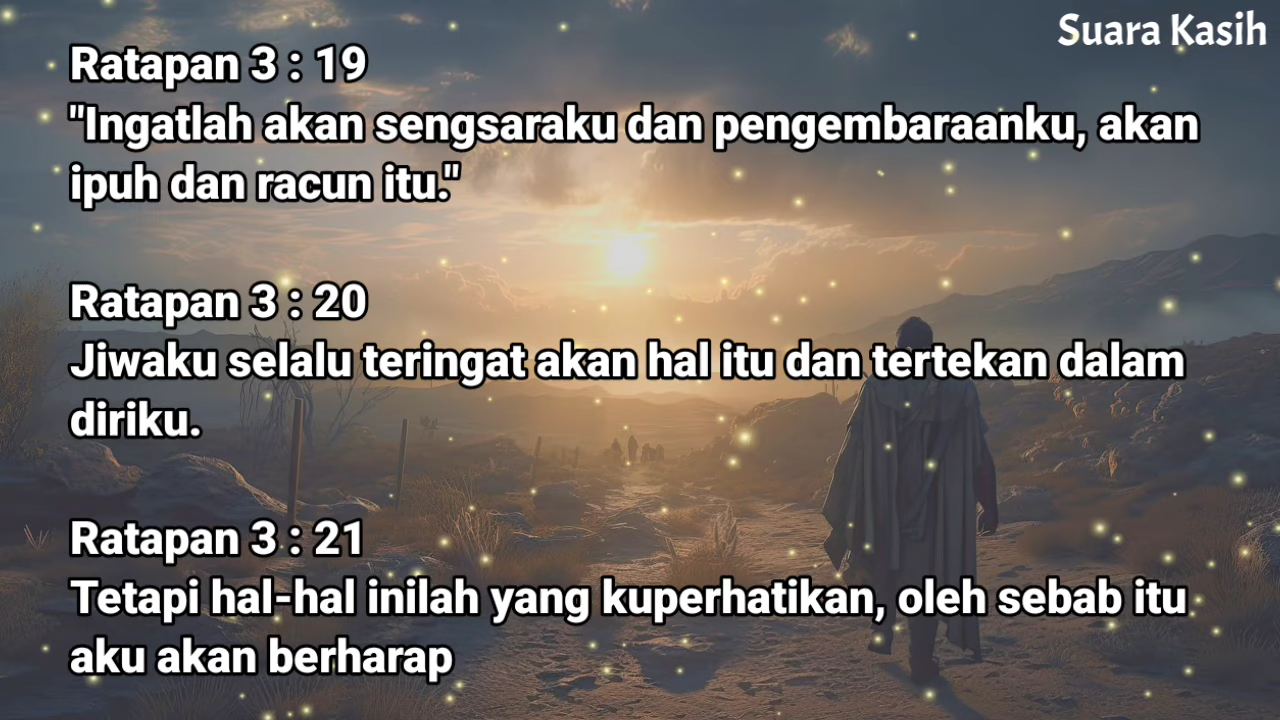 Suara Kasih
Ratapan 3 : 19
"Ingatlah akan sengsaraku dan pengembaraanku, akan
ipuh dan racun itu."
Ratapan 3 : 20
Jiwaku selalu teringat akan hal itu dan tertekan dalam
diriku.
Ratapan 3 : 21
Tetapi hal-hal inilah yang kuperhatikan, oleh sebab itu
aku akan berharap